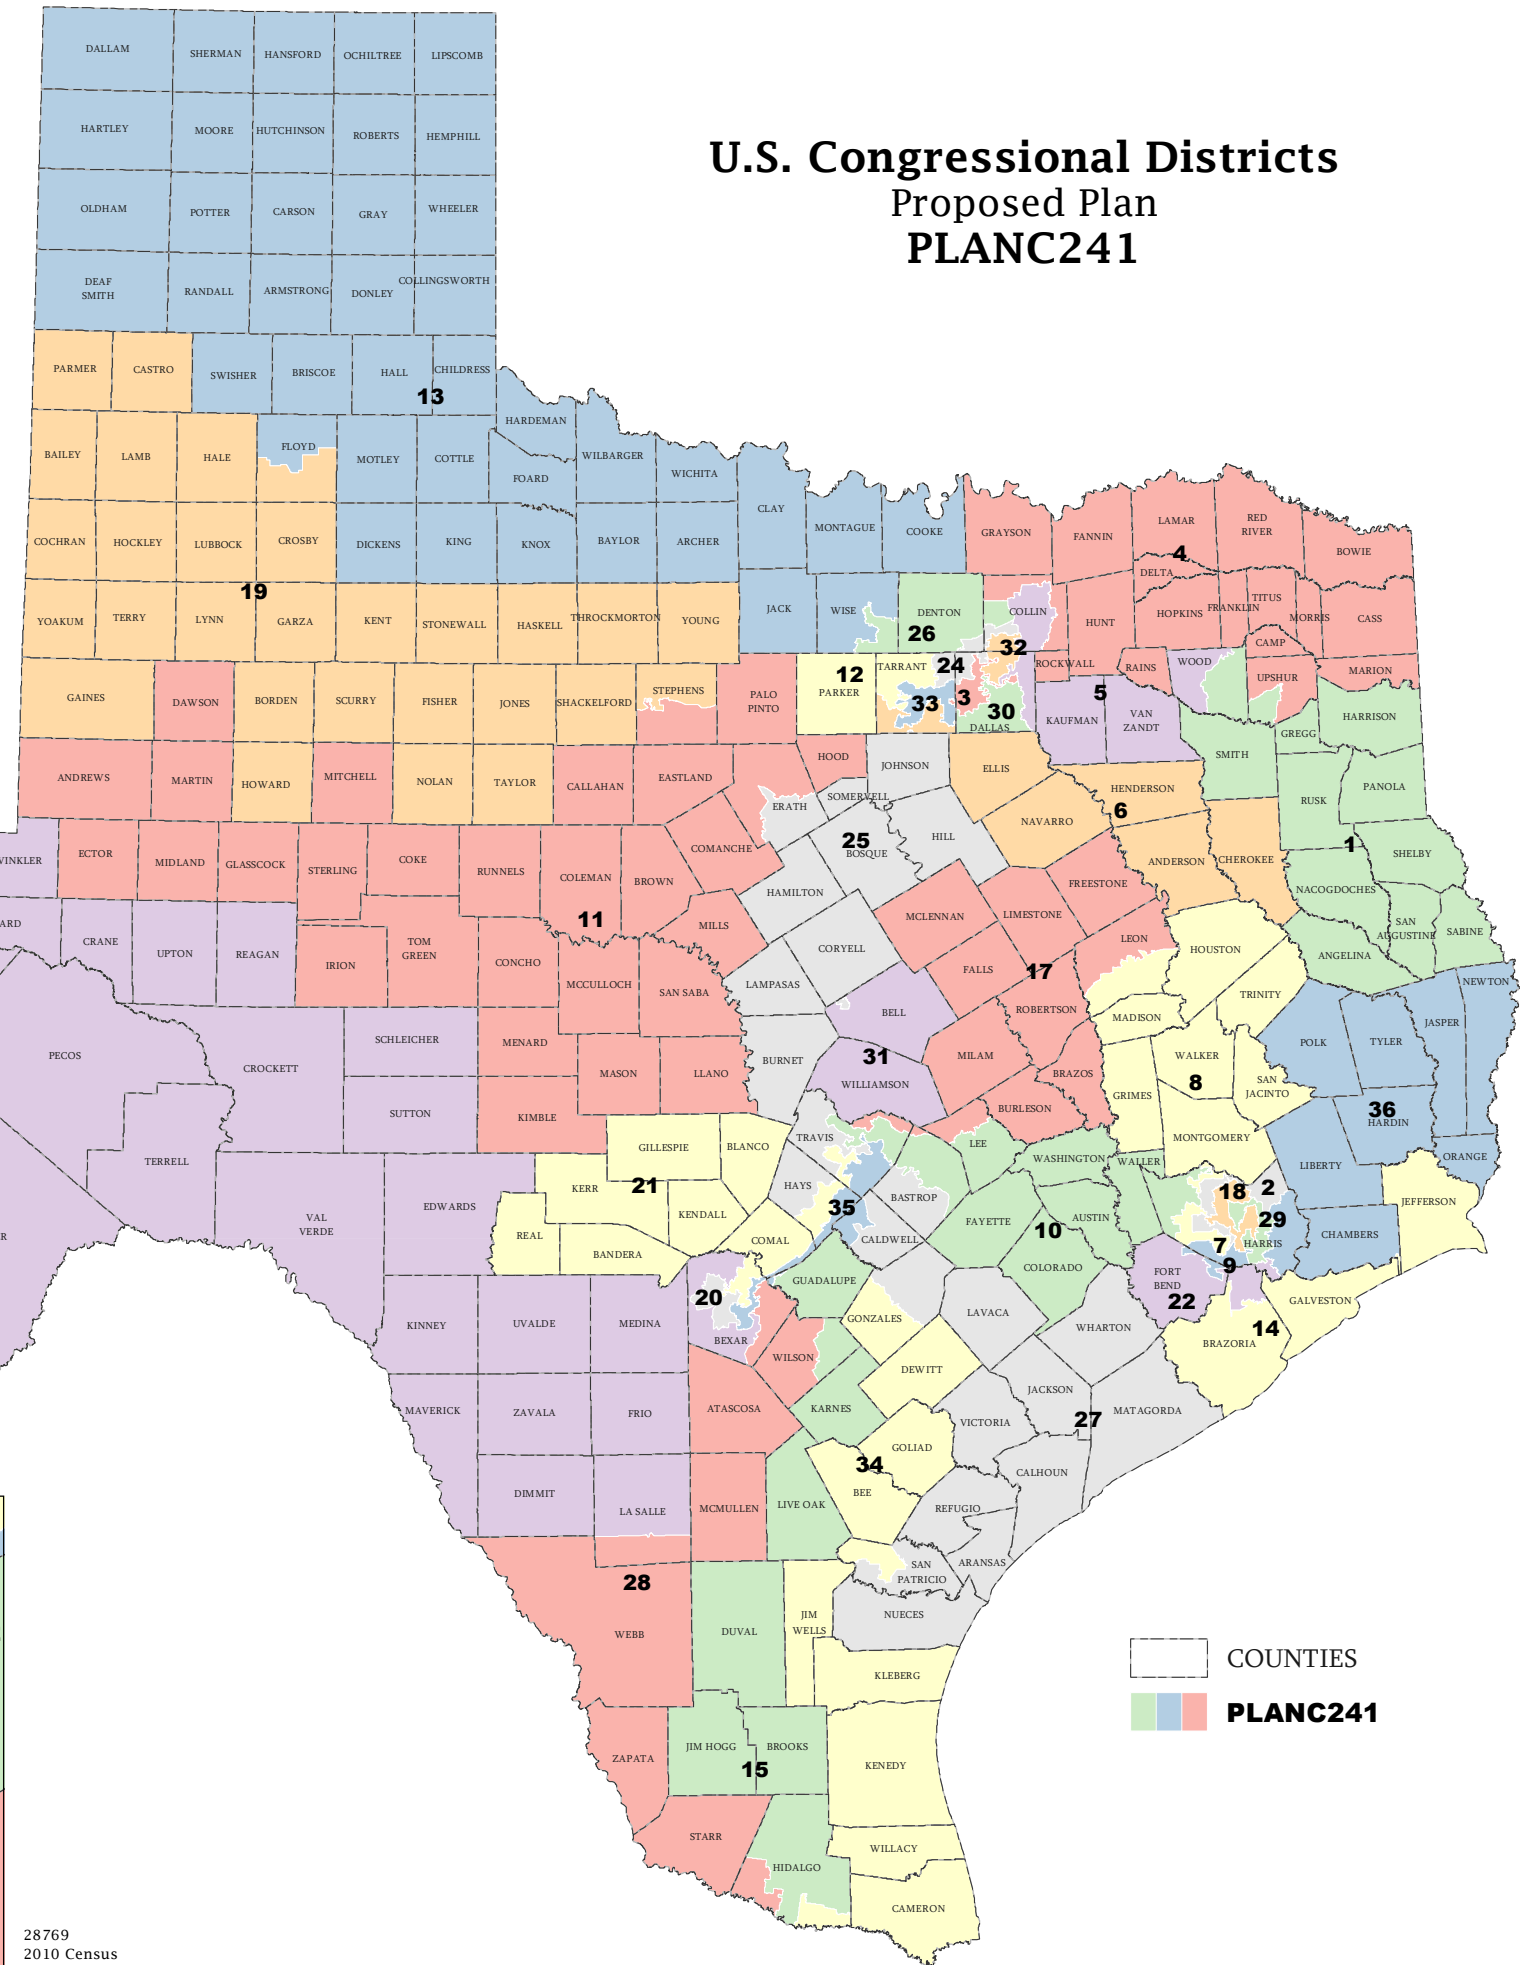 U.S. Congressional Districts
Proposed Plan
PLANC241
DALLAM
SHERMAN
HANSFORD
OCHILTREE
LIPSCOMB
HARTLEY
MOORE
HUTCHINSON
ROBERTS
HEMPHILL
OLDHAM
POTTER
CARSON
GRAY
WHEELER
DEAF
SMITH
RANDALL
ARMSTRONG
DONLEY
COLLINGSWORTH
PARMER
CASTRO
SWISHER
BRISCOE
HALL
CHILDRESS
13
HARDEMAN
BAILEY
LAMB
HALE
FLOYD
MOTLEY
COTTLE
FOARD
WILBARGER
WICHITA
CLAY
MONTAGUE
COOKE
GRAYSON
FANNIN
LAMAR
RED
RIVER
BOWIE
4
COCHRAN
HOCKLEY
LUBBOCK
CROSBY
DICKENS
KING
KNOX
BAYLOR
ARCHER
DELTA
19
YOAKUM
TERRY
LYNN
GARZA
KENT
STONEWALL
HASKELL
THROCKMORTON
YOUNG
JACK
WISE
DENTON
26
COLLIN
HUNT
HOPKINS
FRANKLIN
TITUS
MORRIS
CASS
CAMP
32
24
12
TARRANT
PARKER
ROCKWALL
RAINS
WOOD
UPSHUR
MARION
33
3
30
DALLAS
5
KAUFMAN
VAN
ZANDT
HARRISON
GREGG
SMITH
GAINES
DAWSON
BORDEN
SCURRY
FISHER
JONES
SHACKELFORD
STEPHENS
PALO
PINTO
HOOD
JOHNSON
ELLIS
ANDREWS
MARTIN
HOWARD
MITCHELL
NOLAN
TAYLOR
CALLAHAN
EASTLAND
ERATH
SOMERVELL
HENDERSON
6
NAVARRO
HILL
25
BOSQUE
RUSK
PANOLA
1
SHELBY
WINKLER
ECTOR
MIDLAND
GLASSCOCK
STERLING
COKE
RUNNELS
COLEMAN
BROWN
COMANCHE
HAMILTON
ANDERSON
CHEROKEE
FREESTONE
NACOGDOCHES
11
MILLS
MCLENNAN
LIMESTONE
CRANE
UPTON
REAGAN
IRION
TOM
GREEN
CONCHO
MCCULLOCH
SAN SABA
CORYELL
LAMPASAS
FALLS
17
LEON
HOUSTON
SAN
AUGUSTINE
SABINE
ANGELINA
TRINITY
NEWTON
JASPER
BELL
ROBERTSON
MADISON
PECOS
CROCKETT
SCHLEICHER
MENARD
MASON
LLANO
BURNET
31
WILLIAMSON
MILAM
BRAZOS
WALKER
8
SAN
JACINTO
POLK
TYLER
GRIMES
36
HARDIN
SUTTON
KIMBLE
BURLESON
TERRELL
GILLESPIE
BLANCO
TRAVIS
LEE
WASHINGTON
WALLER
MONTGOMERY
LIBERTY
ORANGE
VAL
VERDE
EDWARDS
KERR
21
KENDALL
HAYS
35
BASTROP
CALDWELL
FAYETTE
AUSTIN
10
COLORADO
18
2
29
7
HARRIS
9
CHAMBERS
JEFFERSON
REAL
BANDERA
COMAL
GUADALUPE
FORT
BEND
22
GALVESTON
14
BRAZORIA
20
BEXAR
KINNEY
UVALDE
MEDINA
WILSON
GONZALES
LAVACA
WHARTON
DEWITT
MAVERICK
ZAVALA
FRIO
ATASCOSA
KARNES
JACKSON
27
MATAGORDA
VICTORIA
GOLIAD
34
BEE
CALHOUN
DIMMIT
LA SALLE
MCMULLEN
LIVE OAK
REFUGIO
SAN
PATRICIO
ARANSAS
28
WEBB
DUVAL
JIM
WELLS
NUECES
KLEBERG
COUNTIES
PLANC241
ZAPATA
JIM HOGG
BROOKS
15
KENEDY
STARR
HIDALGO
WILLACY
CAMERON
28769
2010 Census